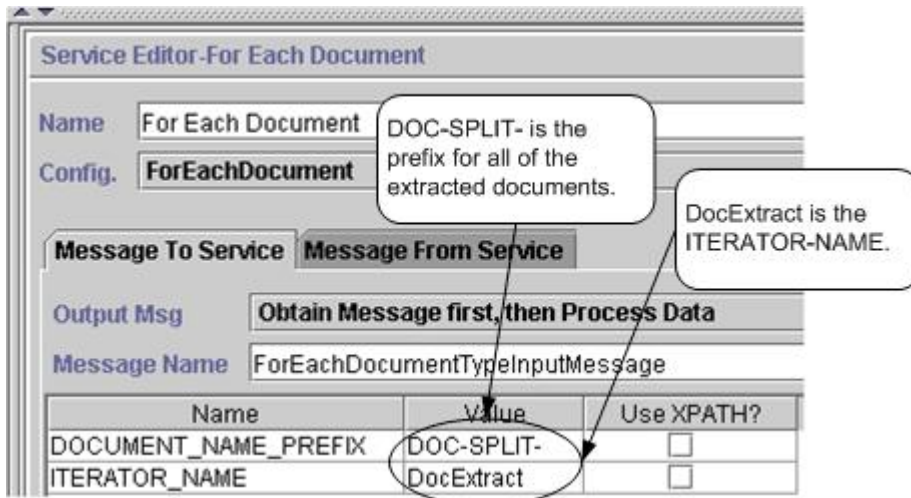 Service Editor-For Each Document
Name For Each Document
Config. ForEachDocument
DOC-SPLIT- is the
prefix for all of the
extracted documents.
DocExtract is the
ITERATOR-NAME.
Message To Service Message From Service
Output Msg Obtain Message first, then Process Data
Message Name ForEachDocumentTypeInputMessage
Name Value Use XPATH?
DOCUMENT_NAME_PREFIX DOC-SPLIT-
ITERATOR_NAME DocExtract